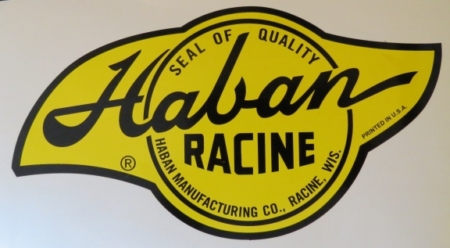 SEAL OF QUALITY
Haban
RACINE
®
HABAN MANUFACTURING CO., RACINE, WIS.
PRINTED IN U.S.A.